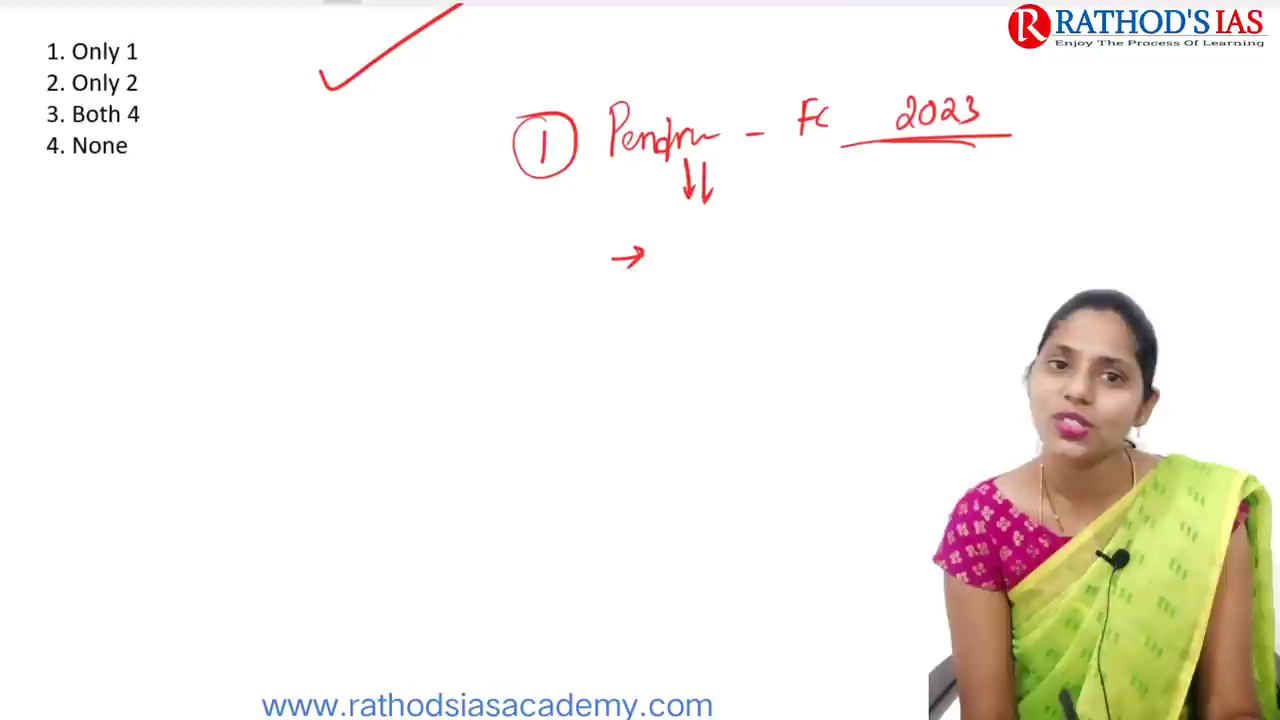 RATHOD'S IAS
Enjoy The Process Of Learning
1. Only 1
2. Only 2
3. Both 4
4. None
① Pendru - FC 2023
www.rathodsiasacademy.com